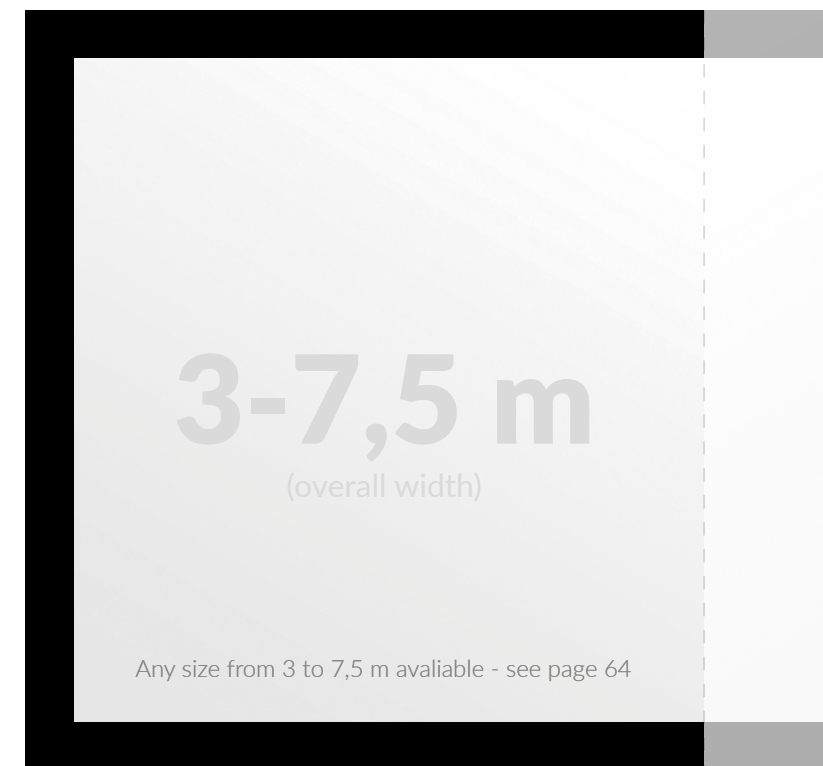 3-7,5 m
(overall width)
Any size from 3 to 7,5 m avaliable - see page 64